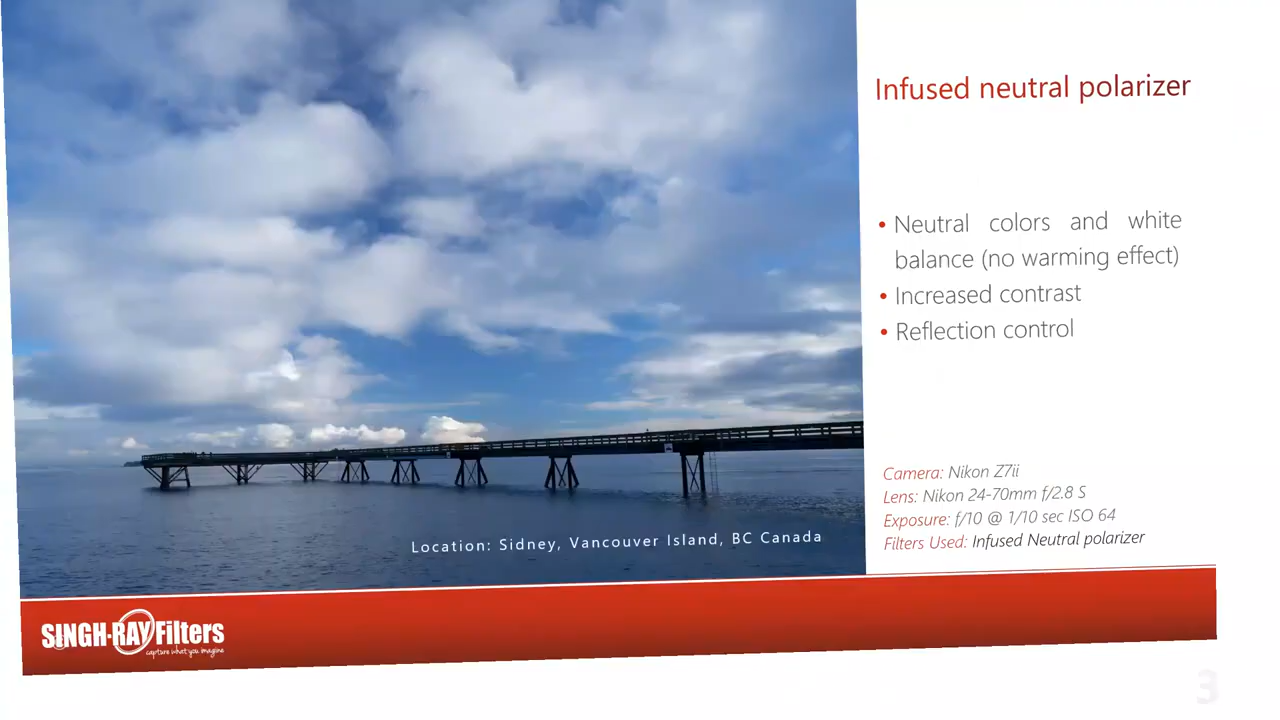 Infused neutral polarizer
• Neutral colors and white
balance (no warming effect)
• Increased contrast
• Reflection control
Camera: Nikon Z7ii
Lens: Nikon 24-70mm f/2.8 S
Exposure: f/10 @ 1/10 sec ISO 64
Filters Used: Infused Neutral polarizer
Location: Sidney, Vancouver Island, BC Canada
SINGH-RAY Filters
capture what you imagine
3